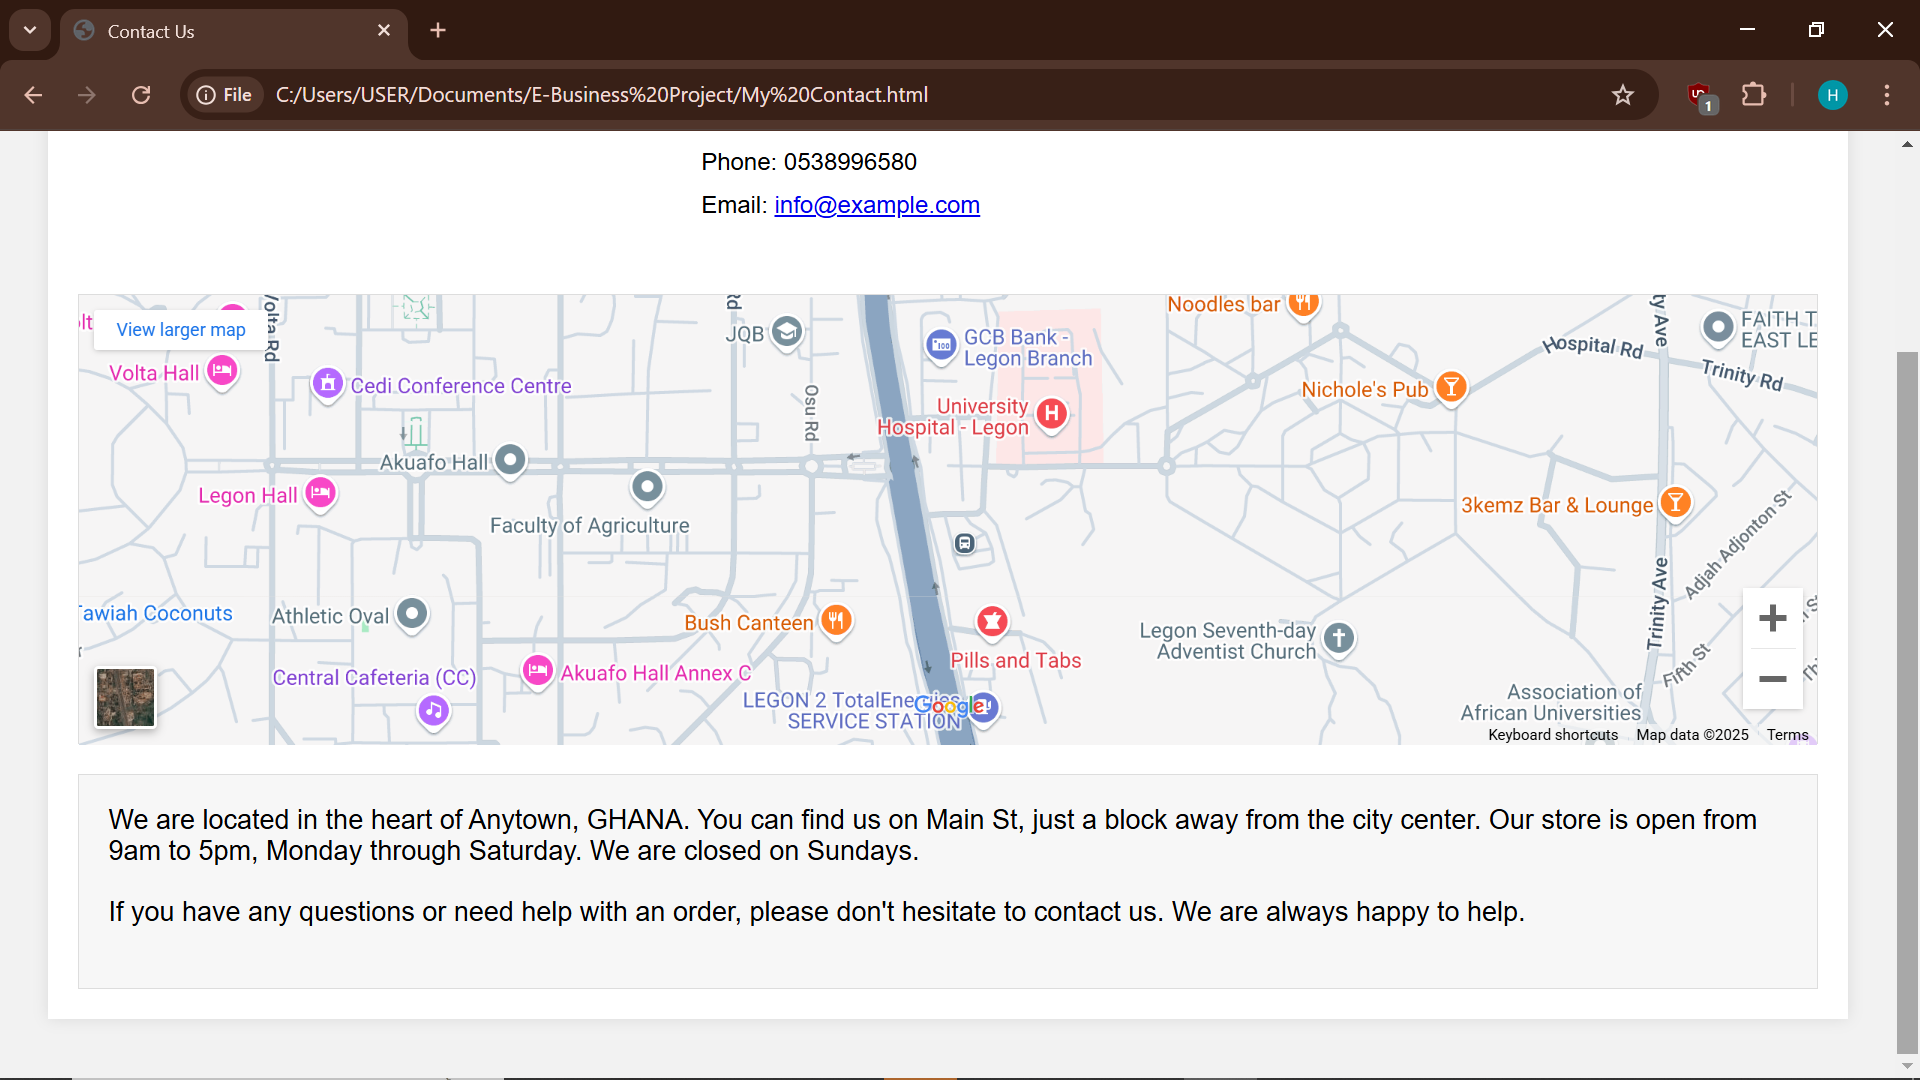 Contact Us
File
C:/Users/USER/Documents/E-Business%20Project/My%20Contact.html
1
H
Phone: 0538996580
Email: info@example.com
View larger map
Volta Rd
Volta Hall
Cedi Conference Centre
JQB
Osu Rd
GCB Bank -
Legon Branch
University
Hospital - Legon
Noodles bar
Nichole's Pub
Hospital Rd
ty Ave
FAITH T
EAST LE
Trinity Rd
Akuafo Hall
Legon Hall
Faculty of Agriculture
3kemz Bar & Lounge
Adjah Adjonton St
Trinity Ave
Fifth St
Tawiah Coconuts
Athletic Oval
Bush Canteen
Pills and Tabs
Legon Seventh-day
Adventist Church
Central Cafeteria (CC)
Akuafo Hall Annex C
LEGON 2 TotalEnergies
SERVICE STATION
Google
Association of
African Universities
Keyboard shortcuts
Map data ©2025
Terms
We are located in the heart of Anytown, GHANA. You can find us on Main St, just a block away from the city center. Our store is open from
9am to 5pm, Monday through Saturday. We are closed on Sundays.
If you have any questions or need help with an order, please don't hesitate to contact us. We are always happy to help.